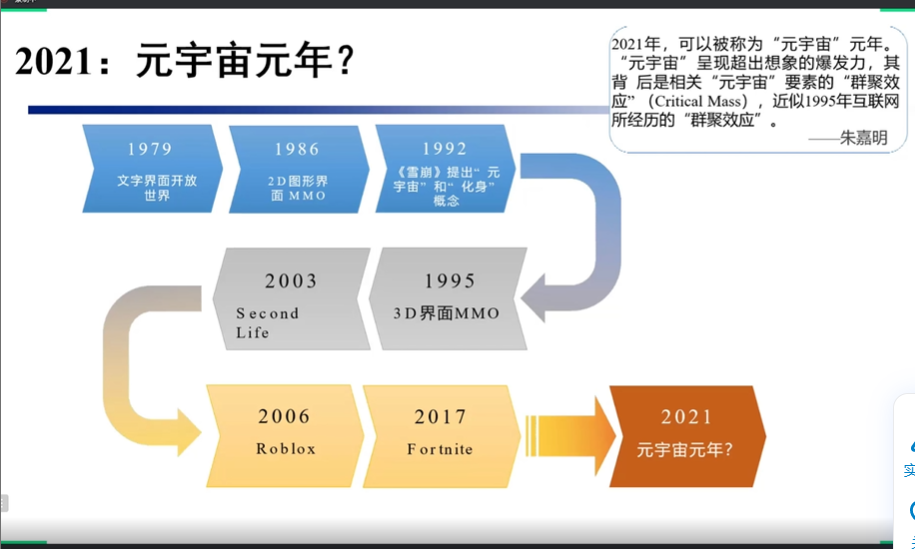 2021：元宇宙元年？
2021年，可以被称为“元宇宙”元年。
“元宇宙”呈现超出想象的爆发力，其
背 后是相关“元宇宙”要素的“群聚效
应”（Critical Mass），近似1995年互联网
所经历的“群聚效应”。
——朱嘉明
1979
文字界面开放
世界
1986
2D图形界
面 MMO
1992
《雪崩》提出“ 元
宇宙”和“ 化身”
概念
1995
3D界面MMO
2003
Second
Life
2006
Roblox
2017
Fortnite
2021
元宇宙元年？
实